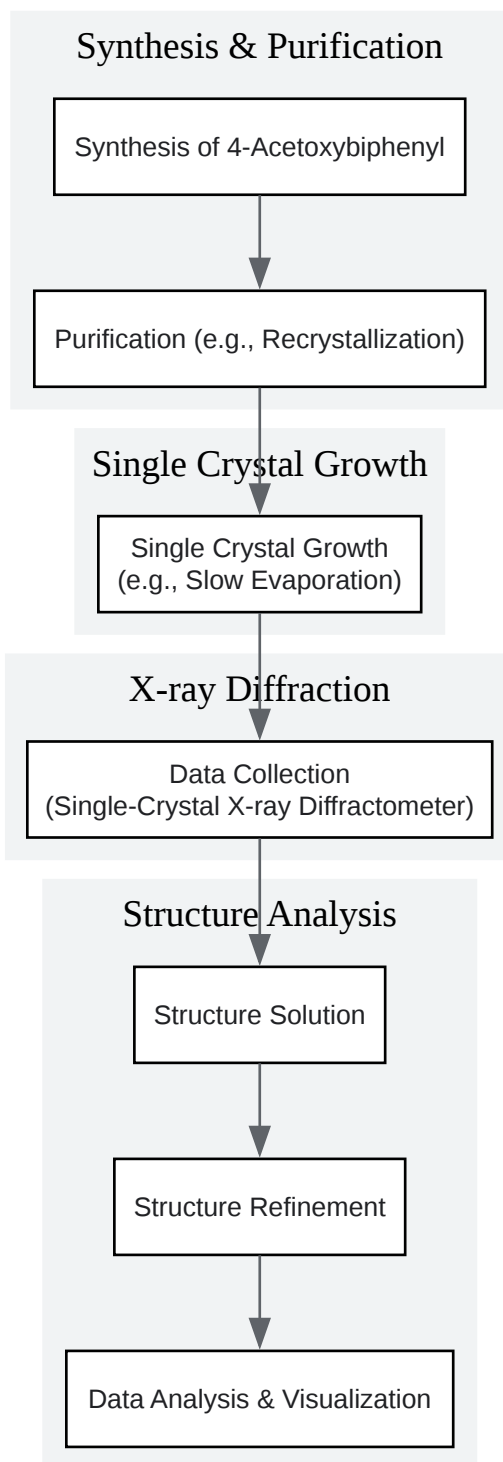 Synthesis & Purification
Synthesis of 4-Acetoxybiphenyl
Purification (e.g., Recrystallization)
Single Crystal Growth
Single Crystal Growth
(e.g., Slow Evaporation)
X-ray Diffraction
Data Collection
(Single-Crystal X-ray Diffractometer)
Structure Analysis
Structure Solution
Structure Refinement
Data Analysis & Visualization